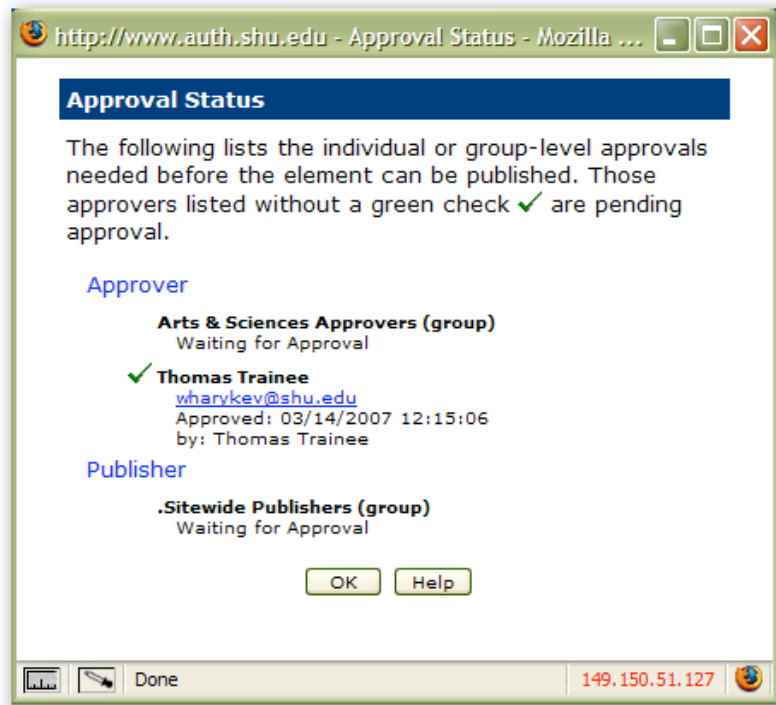 http://www.auth.shu.edu - Approval Status - Mozilla ...
Approval Status
The following lists the individual or group-level approvals
needed before the element can be published. Those
approvers listed without a green check ✓ are pending
approval.
Approver
Arts & Sciences Approvers (group)
Waiting for Approval
✓ Thomas Trainee
wharykev@shu.edu
Approved: 03/14/2007 12:15:06
by: Thomas Trainee
Publisher
.Sitewide Publishers (group)
Waiting for Approval
OK Help
Done 149.150.51.127